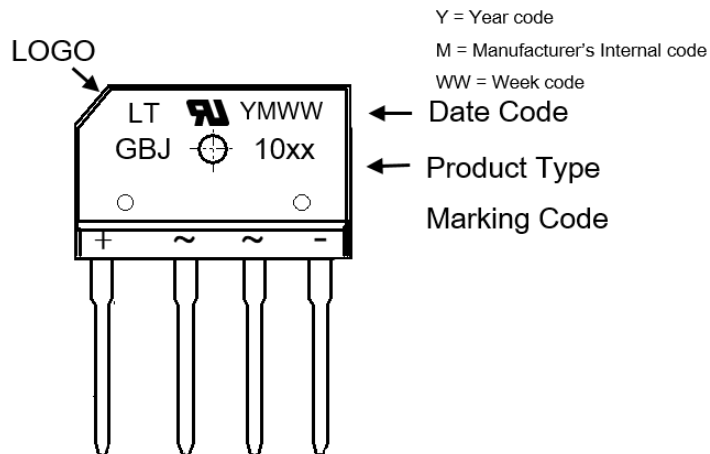 Y = Year code
LOGO
M = Manufacturer's Internal code
WW = Week code
LT RU YMWW
Date Code
GBJ 10xx
Product Type
Marking Code
+ ~ ~ -